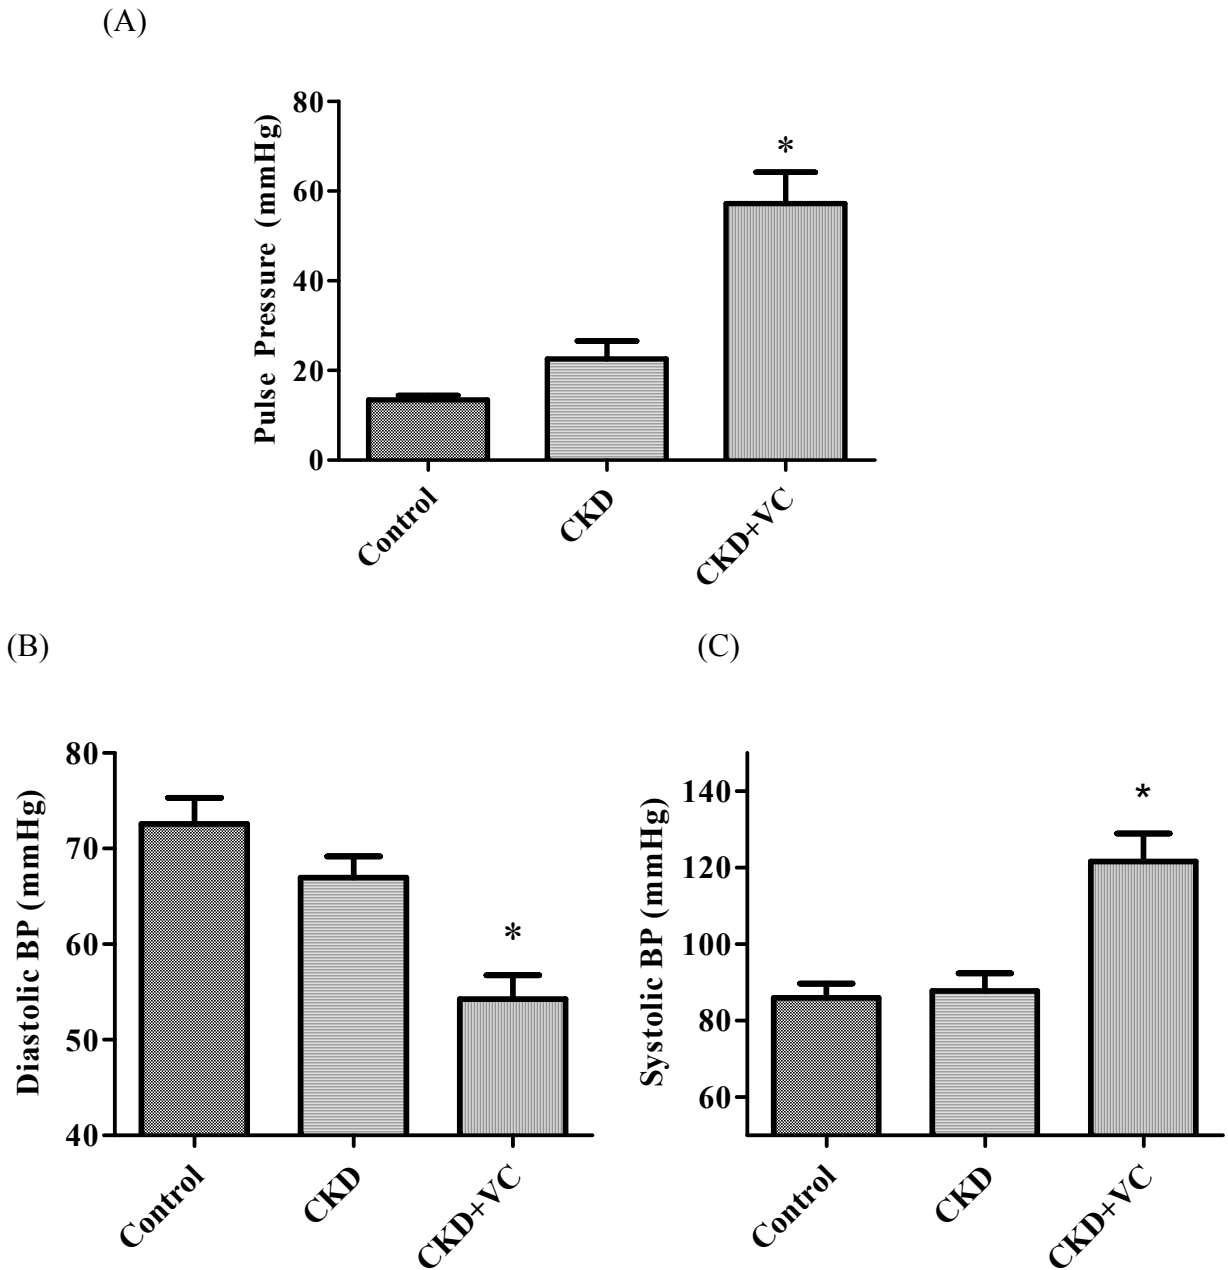 (A)
Pulse Pressure (mmHg)
80
60
40
20
0
*
Control
CKD
CKD+VC
(B)
Diastolic BP (mmHg)
80
70
60
50
40
*
Control
CKD
CKD+VC
(C)
Systolic BP (mmHg)
140
120
100
80
60
*
Control
CKD
CKD+VC